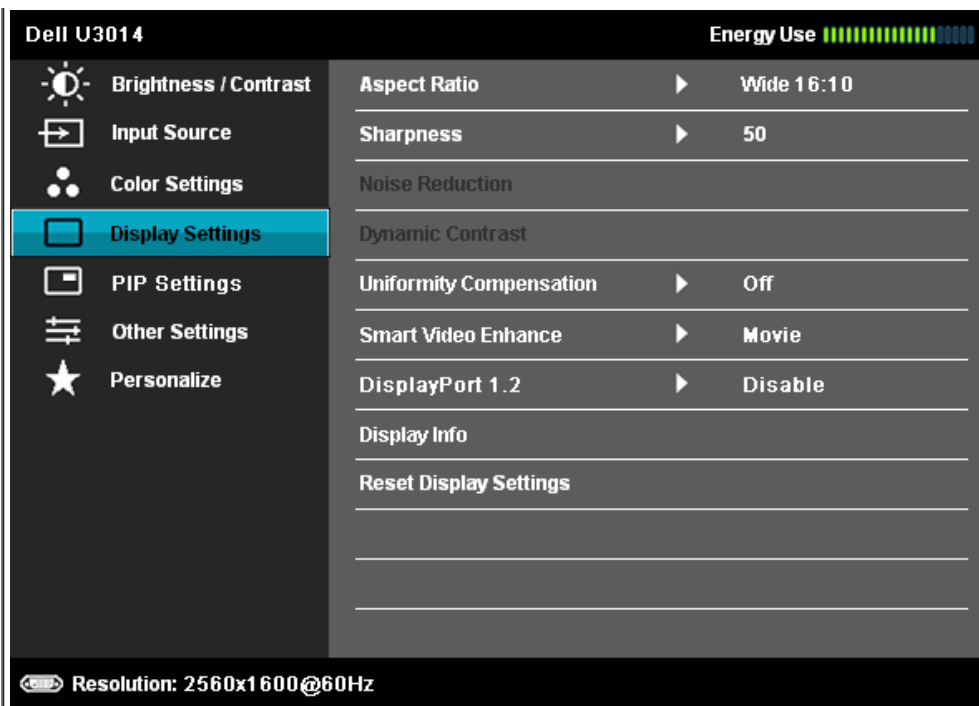 Dell U3014 Energy Use
Brightness / Contrast
Input Source
Color Settings
Display Settings
PIP Settings
Other Settings
Personalize
Aspect Ratio Wide 16:10
Sharpness 50
Noise Reduction
Dynamic Contrast
Uniformity Compensation Off
Smart Video Enhance Movie
DisplayPort 1.2 Disable
Display Info
Reset Display Settings
Resolution: 2560x1600@60Hz